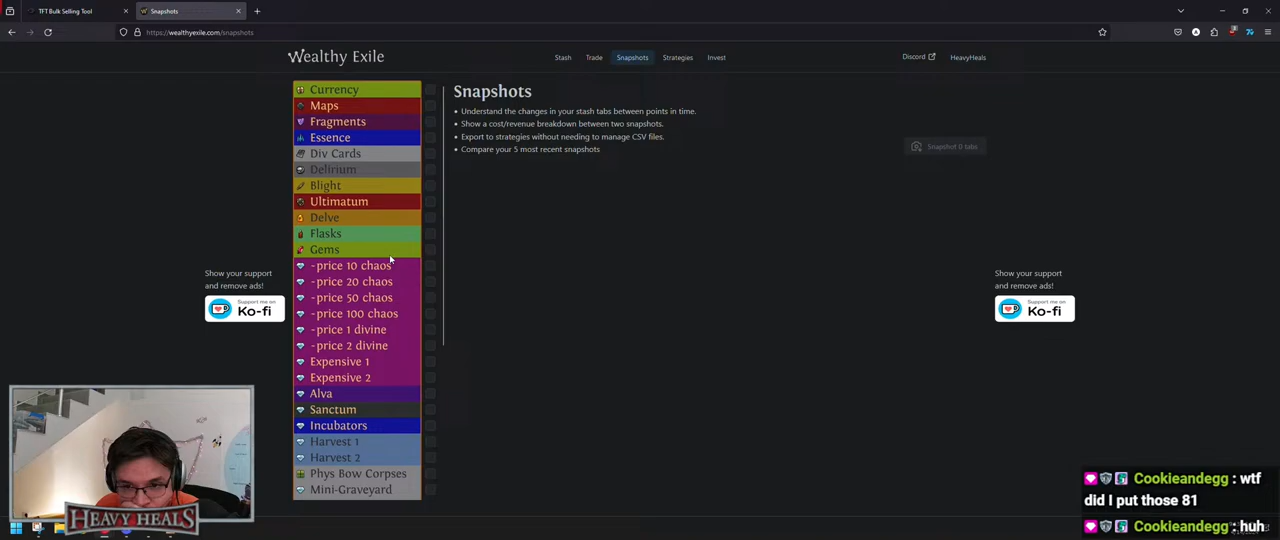 TFT Bulk Selling Tool
Snapshots
https://wealthyexile.com/snapshots
Wealthy Exile
Stash
Trade
Snapshots
Strategies
Invest
Discord
HeavyHeals
Currency
Maps
Fragments
Essence
Div Cards
Delirium
Blight
Ultimatum
Delve
Flasks
Gems
-price 10 chaos
-price 20 chaos
-price 50 chaos
-price 100 chaos
-price 1 divine
-price 2 divine
Expensive 1
Expensive 2
Alva
Sanctum
Incubators
Harvest 1
Harvest 2
Phys Bow Corpses
Mini-Graveyard
Snapshots
• Understand the changes in your stash tabs between points in time.
• Show a cost/revenue breakdown between two snapshots.
• Export to strategies without needing to manage CSV files.
• Compare your 5 most recent snapshots
Snapshot 0 tabs
Show your support
and remove ads!
Support me on
Ko-fi
Show your support
and remove ads!
Support me on
Ko-fi
HEAVY HEALS
Cookieandegg : wtf
did I put those 81
Cookieandegg : huh